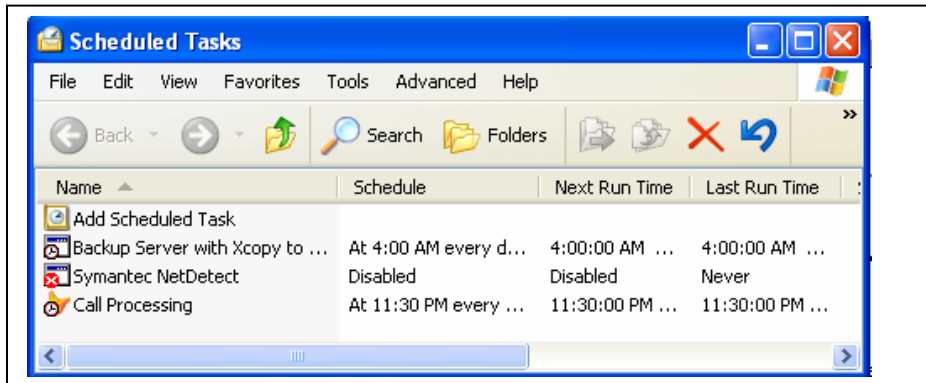 Scheduled Tasks
File Edit View Favorites Tools Advanced Help
Back Search Folders »
Name Schedule Next Run Time Last Run Time
Add Scheduled Task
Backup Server with Xcopy to ... At 4:00 AM every d... 4:00:00 AM ... 4:00:00 AM ...
Symantec NetDetect Disabled Disabled Never
Call Processing At 11:30 PM every ... 11:30:00 PM ... 11:30:00 PM ...